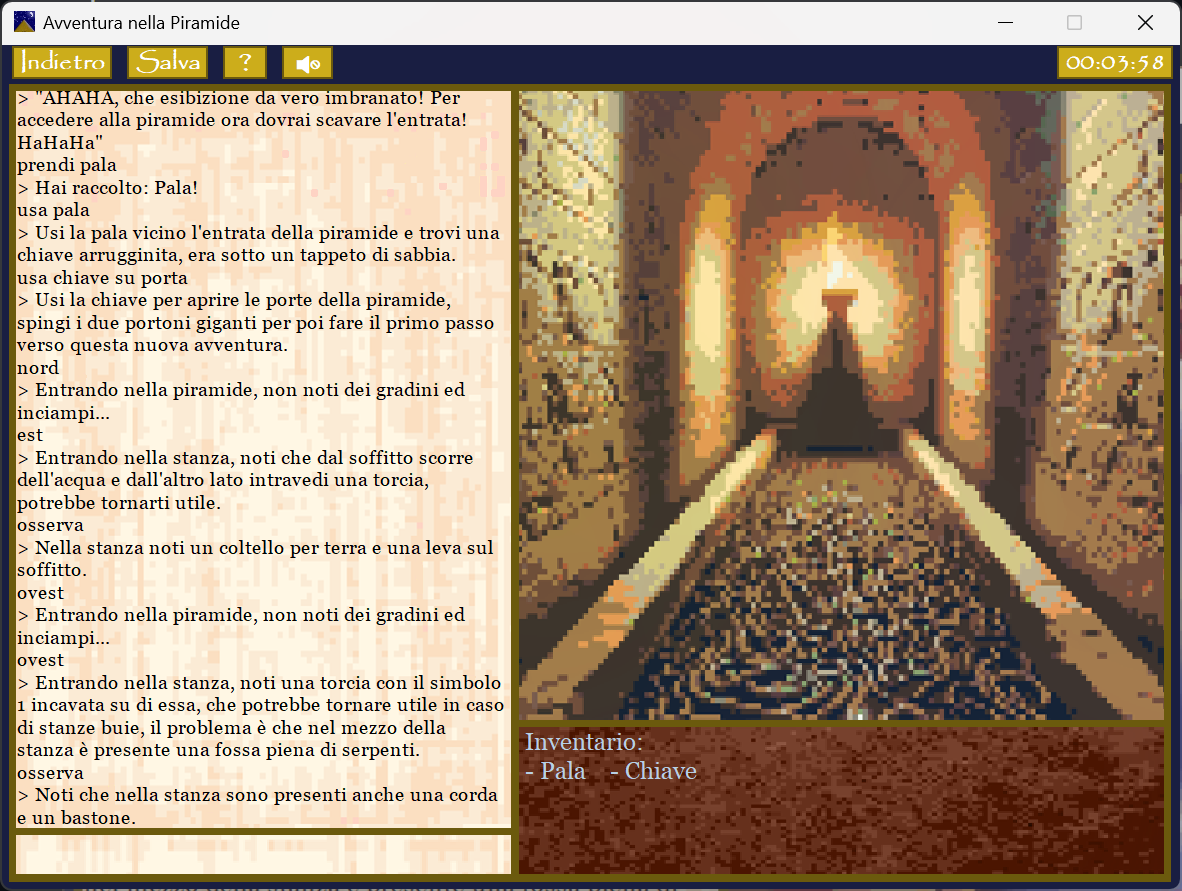 Avventura nella Piramide
Indietro
Salva
?
00:03:58
> "AHAHA, che esibizione da vero imbranato! Per
accedere alla piramide ora dovrai scavare l'entrata!
HaHaHa"
prendi pala
> Hai raccolto: Pala!
usa pala
> Usi la pala vicino l'entrata della piramide e trovi una
chiave arrugginita, era sotto un tappeto di sabbia.
usa chiave su porta
> Usi la chiave per aprire le porte della piramide,
spingi i due portoni giganti per poi fare il primo passo
verso questa nuova avventura.
nord
> Entrando nella piramide, non noti dei gradini ed
inciampi...
est
> Entrando nella stanza, noti che dal soffitto scorre
dell'acqua e dall'altro lato intravedi una torcia,
potrebbe tornarti utile.
osserva
> Nella stanza noti un coltello per terra e una leva sul
soffitto.
ovest
> Entrando nella piramide, non noti dei gradini ed
inciampi...
ovest
> Entrando nella stanza, noti una torcia con il simbolo
1 incavata su di essa, che potrebbe tornare utile in caso
di stanze buie, il problema è che nel mezzo della
stanza è presente una fossa piena di serpenti.
osserva
> Noti che nella stanza sono presenti anche una corda
e un bastone.
Inventario:
- Pala - Chiave